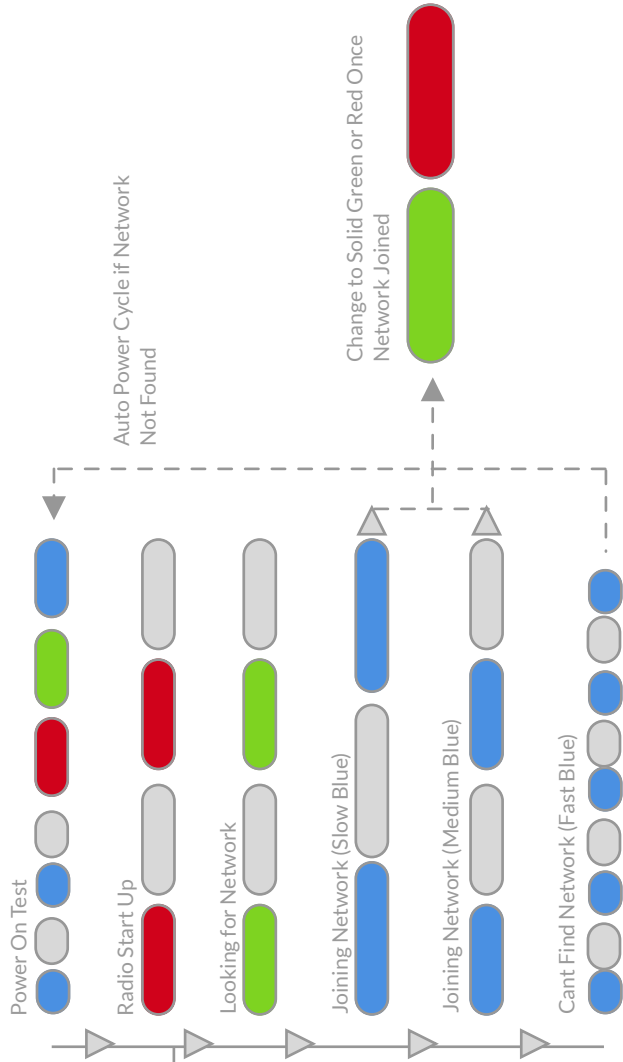 Power On Test
Radio Start Up
Looking for Network
Joining Network (Slow Blue)
Joining Network (Medium Blue)
Cant Find Network (Fast Blue)
Auto Power Cycle if Network
Not Found
Change to Solid Green or Red Once
Network Joined